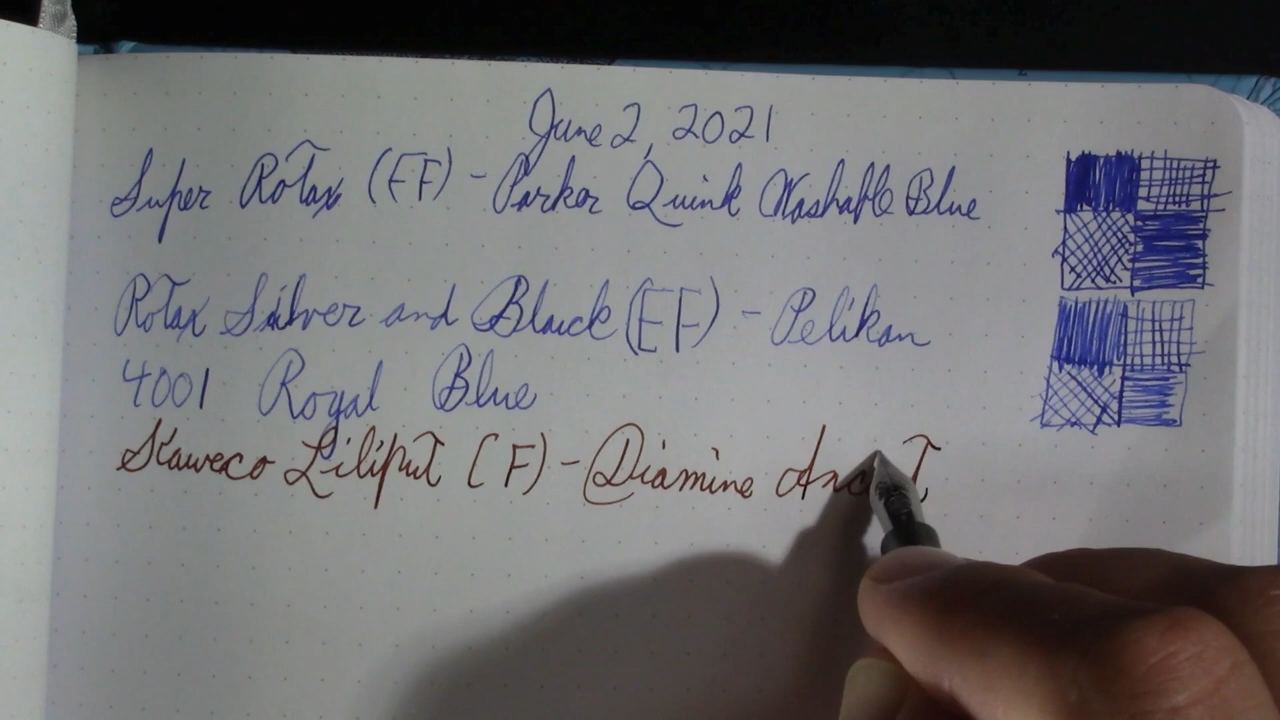 June 2, 2021
Super Rotax (EF) - Parker Quink Washable Blue
Rotax Silver and Black (EF) - Pelikan
4001 Royal Blue
Kaweco Liliput (F) - Diamine